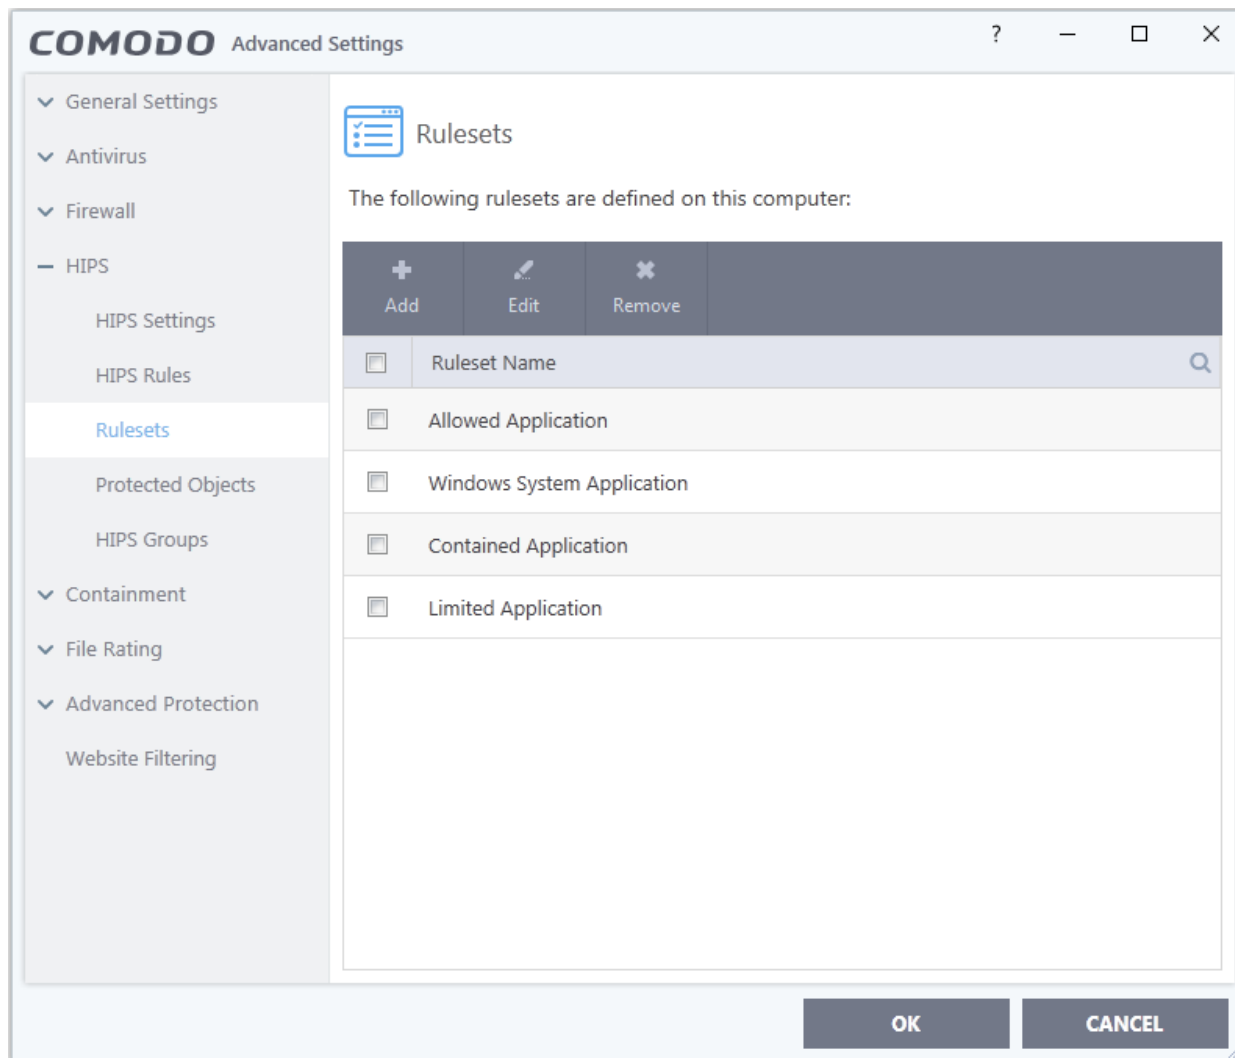 COMODO Advanced Settings ?
General Settings
Antivirus
Firewall
HIPS
HIPS Settings
HIPS Rules
Rulesets
Protected Objects
HIPS Groups
Containment
File Rating
Advanced Protection
Website Filtering
Rulesets
The following rulesets are defined on this computer:
Add Edit Remove
Ruleset Name
Allowed Application
Windows System Application
Contained Application
Limited Application
OK CANCEL